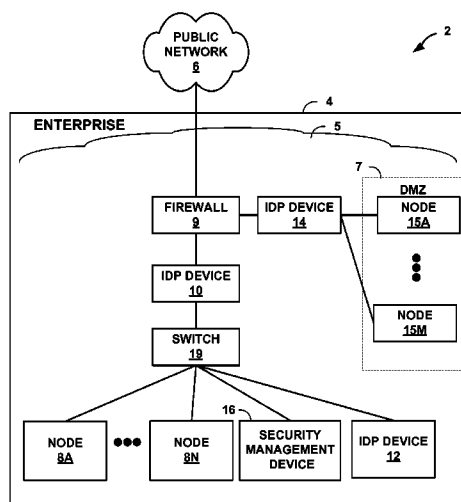 PUBLIC
NETWORK
6
2
4
ENTERPRISE
5
7
DMZ
FIREWALL
9
IDP DEVICE
14
NODE
15A
IDP DEVICE
10
NODE
15M
SWITCH
19
16
NODE
8A
NODE
8N
SECURITY
MANAGEMENT
DEVICE
IDP DEVICE
12